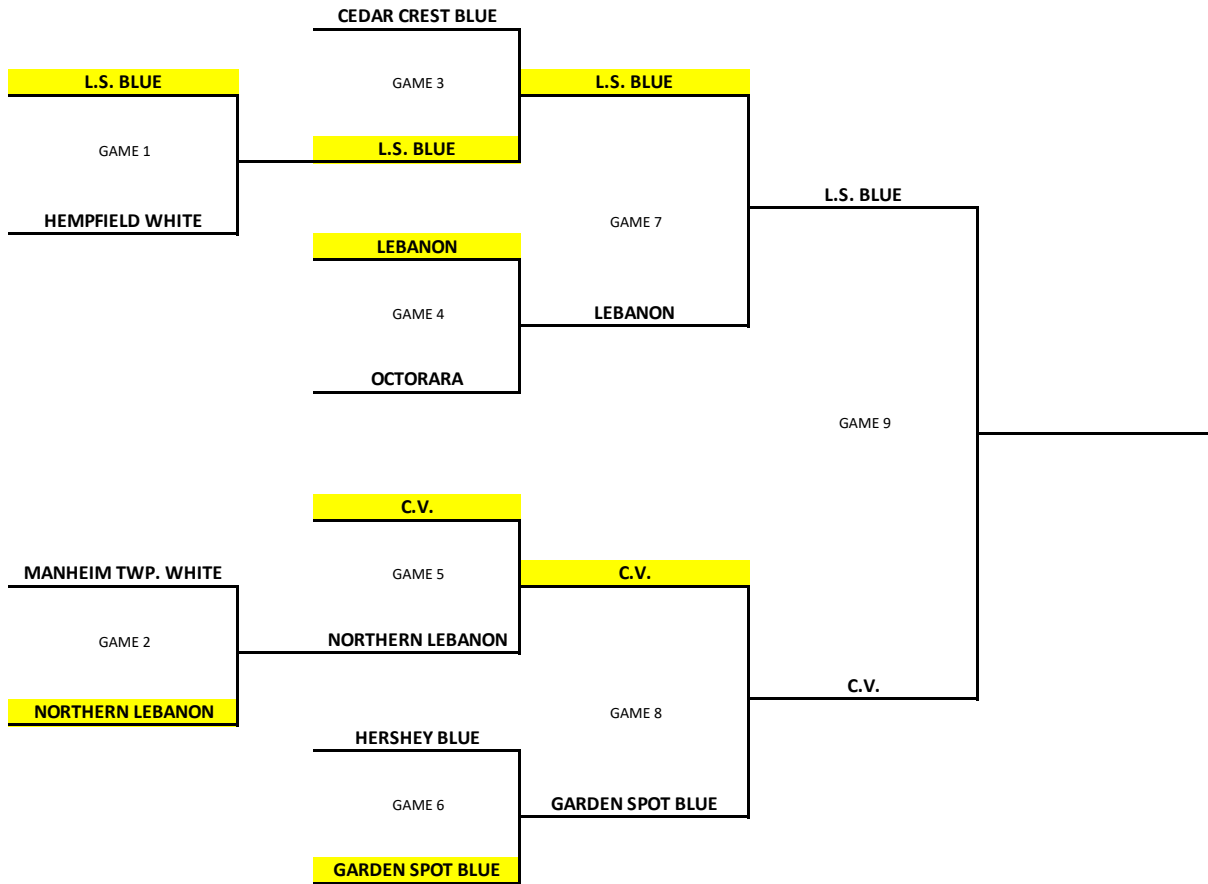 CEDAR CREST BLUE
L.S. BLUE
GAME 3
L.S. BLUE
GAME 1
L.S. BLUE
L.S. BLUE
HEMPFIELD WHITE
GAME 7
LEBANON
GAME 4
LEBANON
OCTORARA
GAME 9
C.V.
MANHEIM TWP. WHITE
GAME 5
C.V.
GAME 2
NORTHERN LEBANON
C.V.
NORTHERN LEBANON
GAME 8
HERSHEY BLUE
GAME 6
GARDEN SPOT BLUE
GARDEN SPOT BLUE